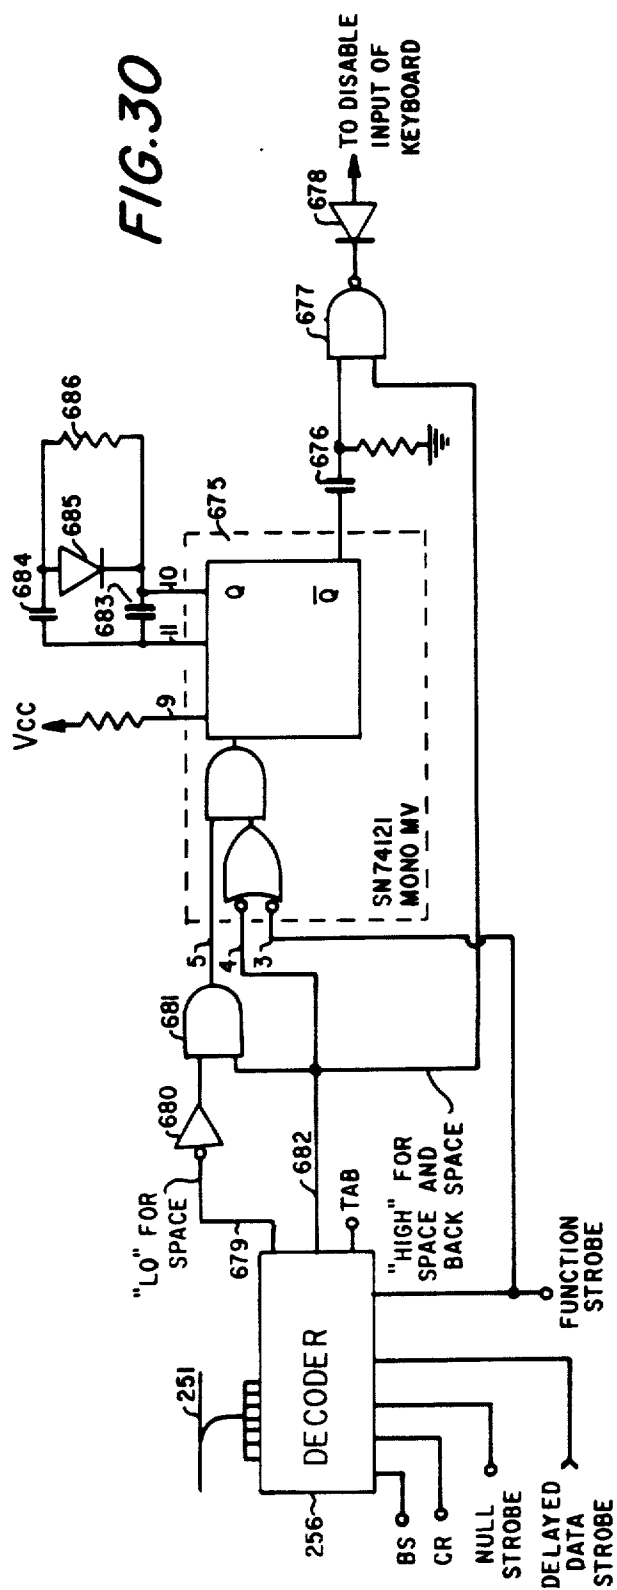 FIG. 30
TO DISABLE
INPUT OF
KEYBOARD
678
677
676
686
685
684
683
675
10
11
9
Q
Q
VCC
SN74121
MONO MV
5
4
3
681
680
682
679
"LO" FOR
SPACE
TAB
"HIGH" FOR
SPACE AND
BACK SPACE
251
DECODER
256
BS
CR
NULL
STROBE
DELAYED
DATA
STROBE
FUNCTION
STROBE